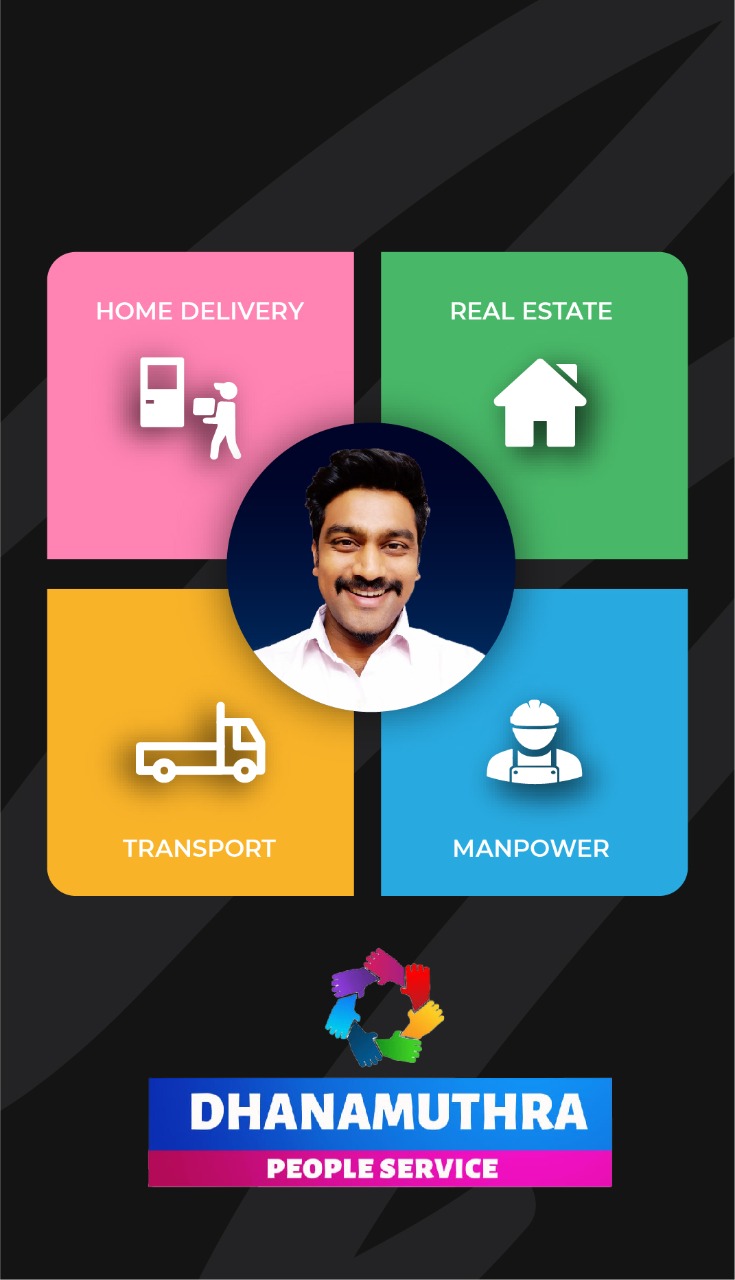 HOME DELIVERY
REAL ESTATE
TRANSPORT
MANPOWER
DHANAMUTHRA
PEOPLE SERVICE